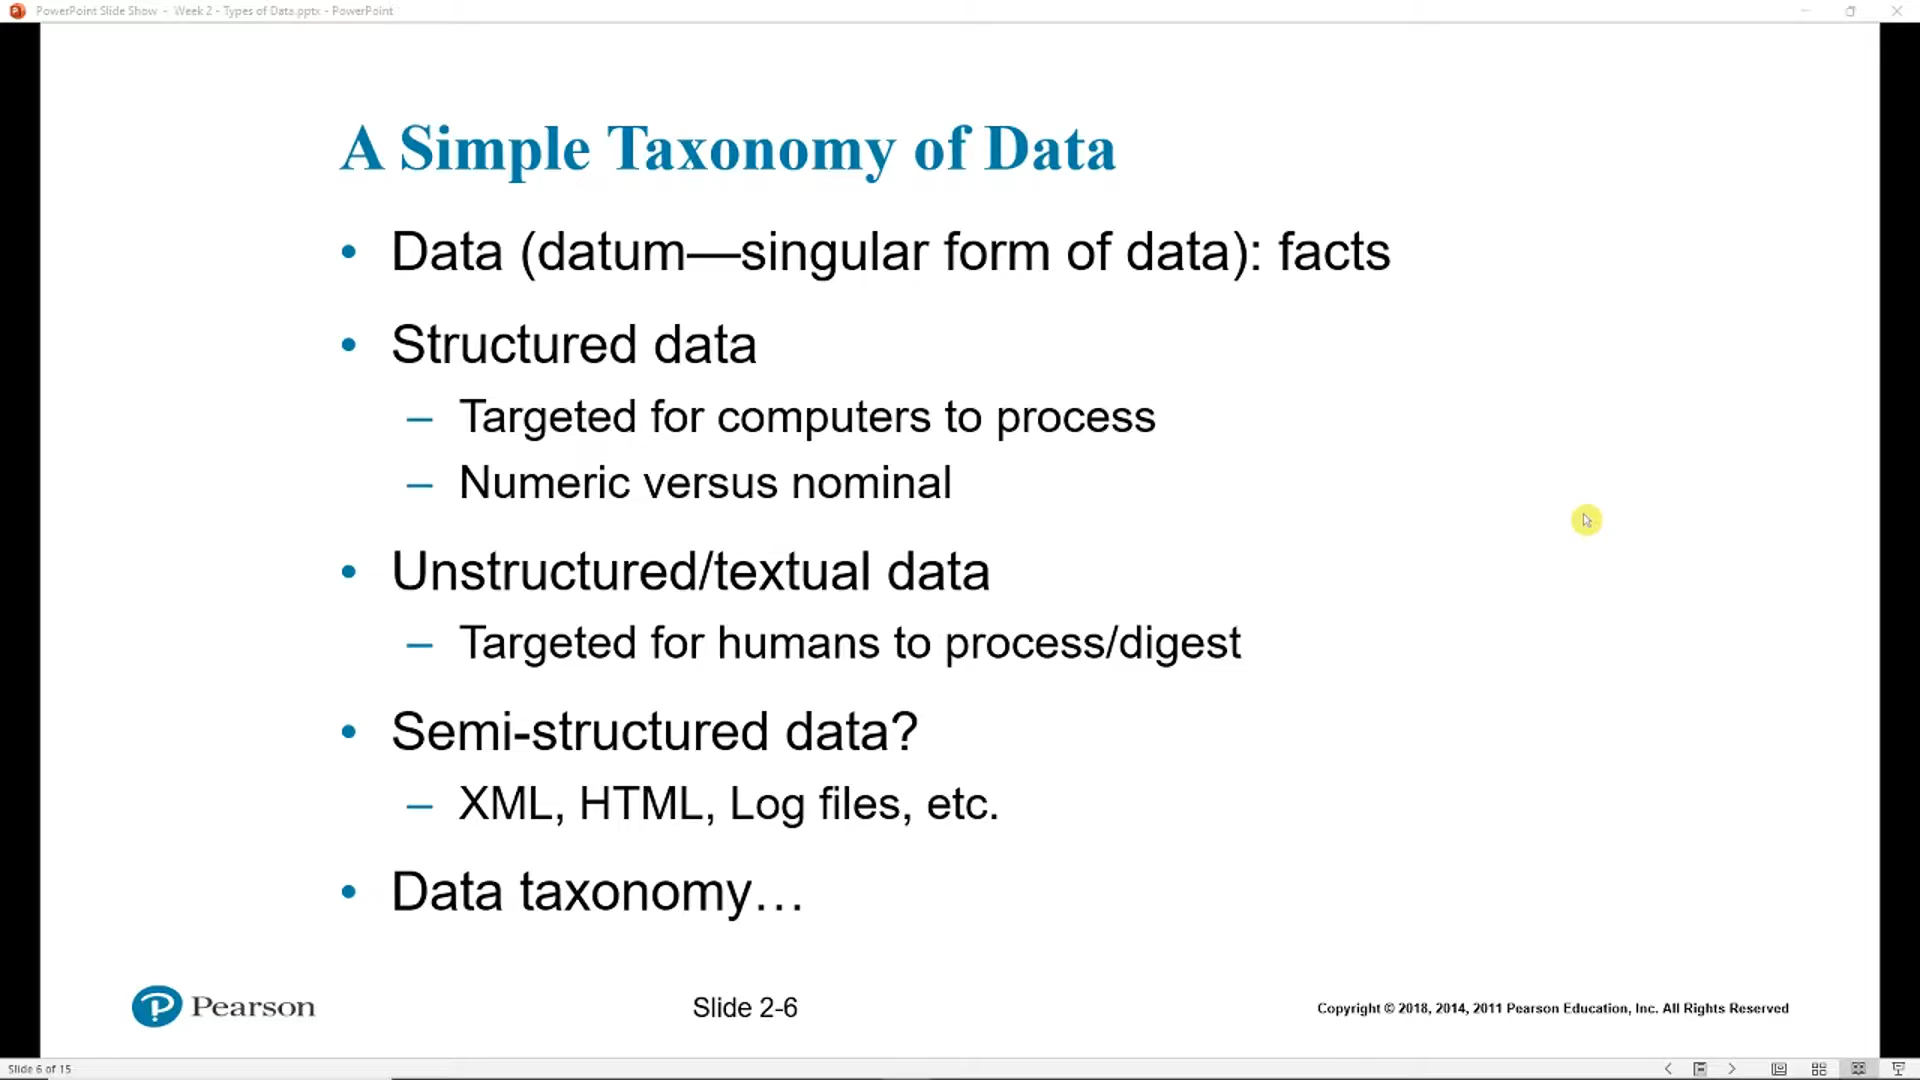 PowerPoint Slide Show - Week 2 - Types of Data.pptx - PowerPoint
A Simple Taxonomy of Data
• Data (datum—singular form of data): facts
• Structured data
– Targeted for computers to process
– Numeric versus nominal
• Unstructured/textual data
– Targeted for humans to process/digest
• Semi-structured data?
– XML, HTML, Log files, etc.
• Data taxonomy…
Pearson
Slide 2-6
Copyright © 2018, 2014, 2011 Pearson Education, Inc. All Rights Reserved
Slide 6 of 15